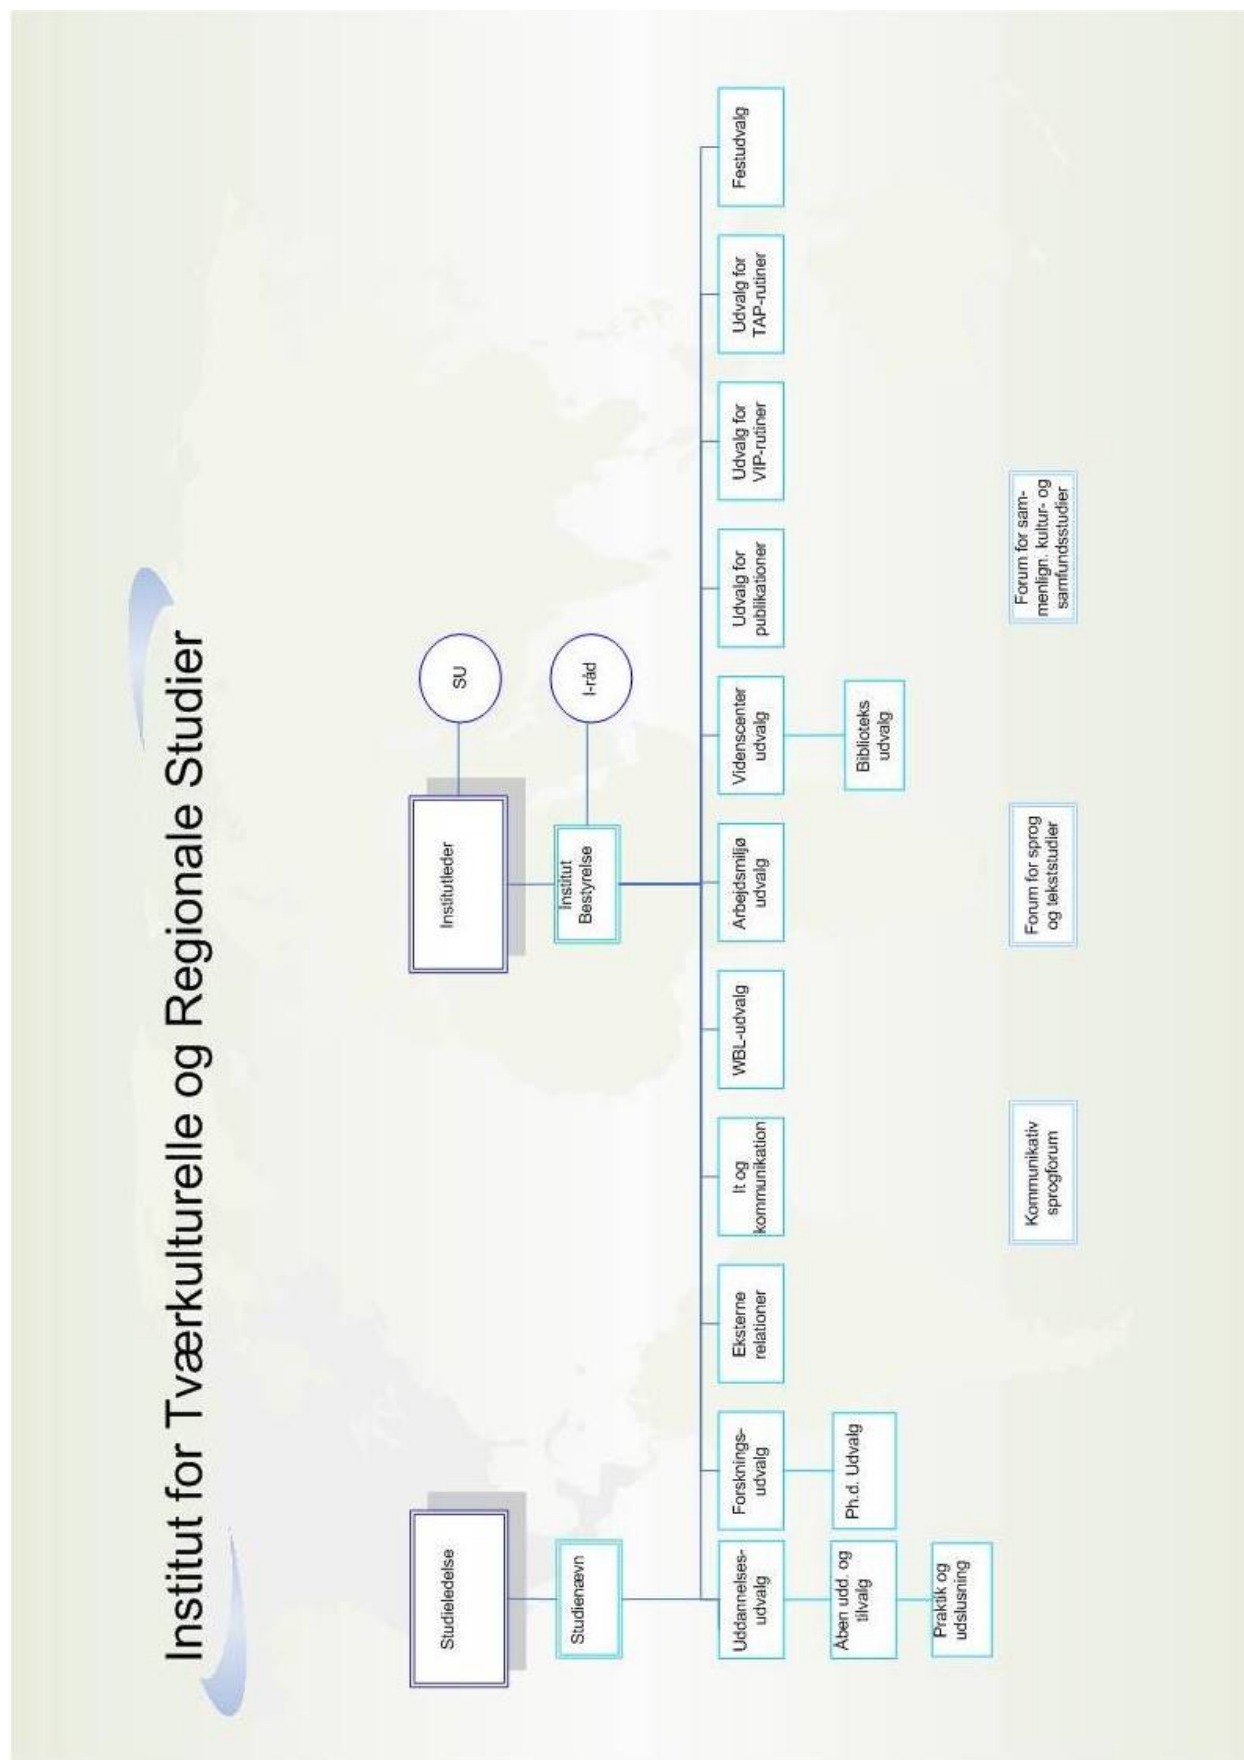 Institut for Tværkulturelle og Regionale Studier
Studieledelse
Institutleder
SU
Studienævn
Institut
Bestyrelse
I-råd
Uddannelses-
udvalg
Forsknings-
udvalg
Eksterne
relationer
It og
kommunikation
WBL-udvalg
Arbejdsmiljø
udvalg
Videnscenter
udvalg
Udvalg for
publikationer
Udvalg for
VIP-rutiner
Udvalg for
TAP-rutiner
Festudvalg
Åben udd. og
tilvalg
Ph.d. Udvalg
Biblioteks
udvalg
Praktik og
udslusning
Kommunikativ
sprogforum
Forum for sprog
og tekststudier
Forum for sam-
menlign. kultur- og
samfundsstudier